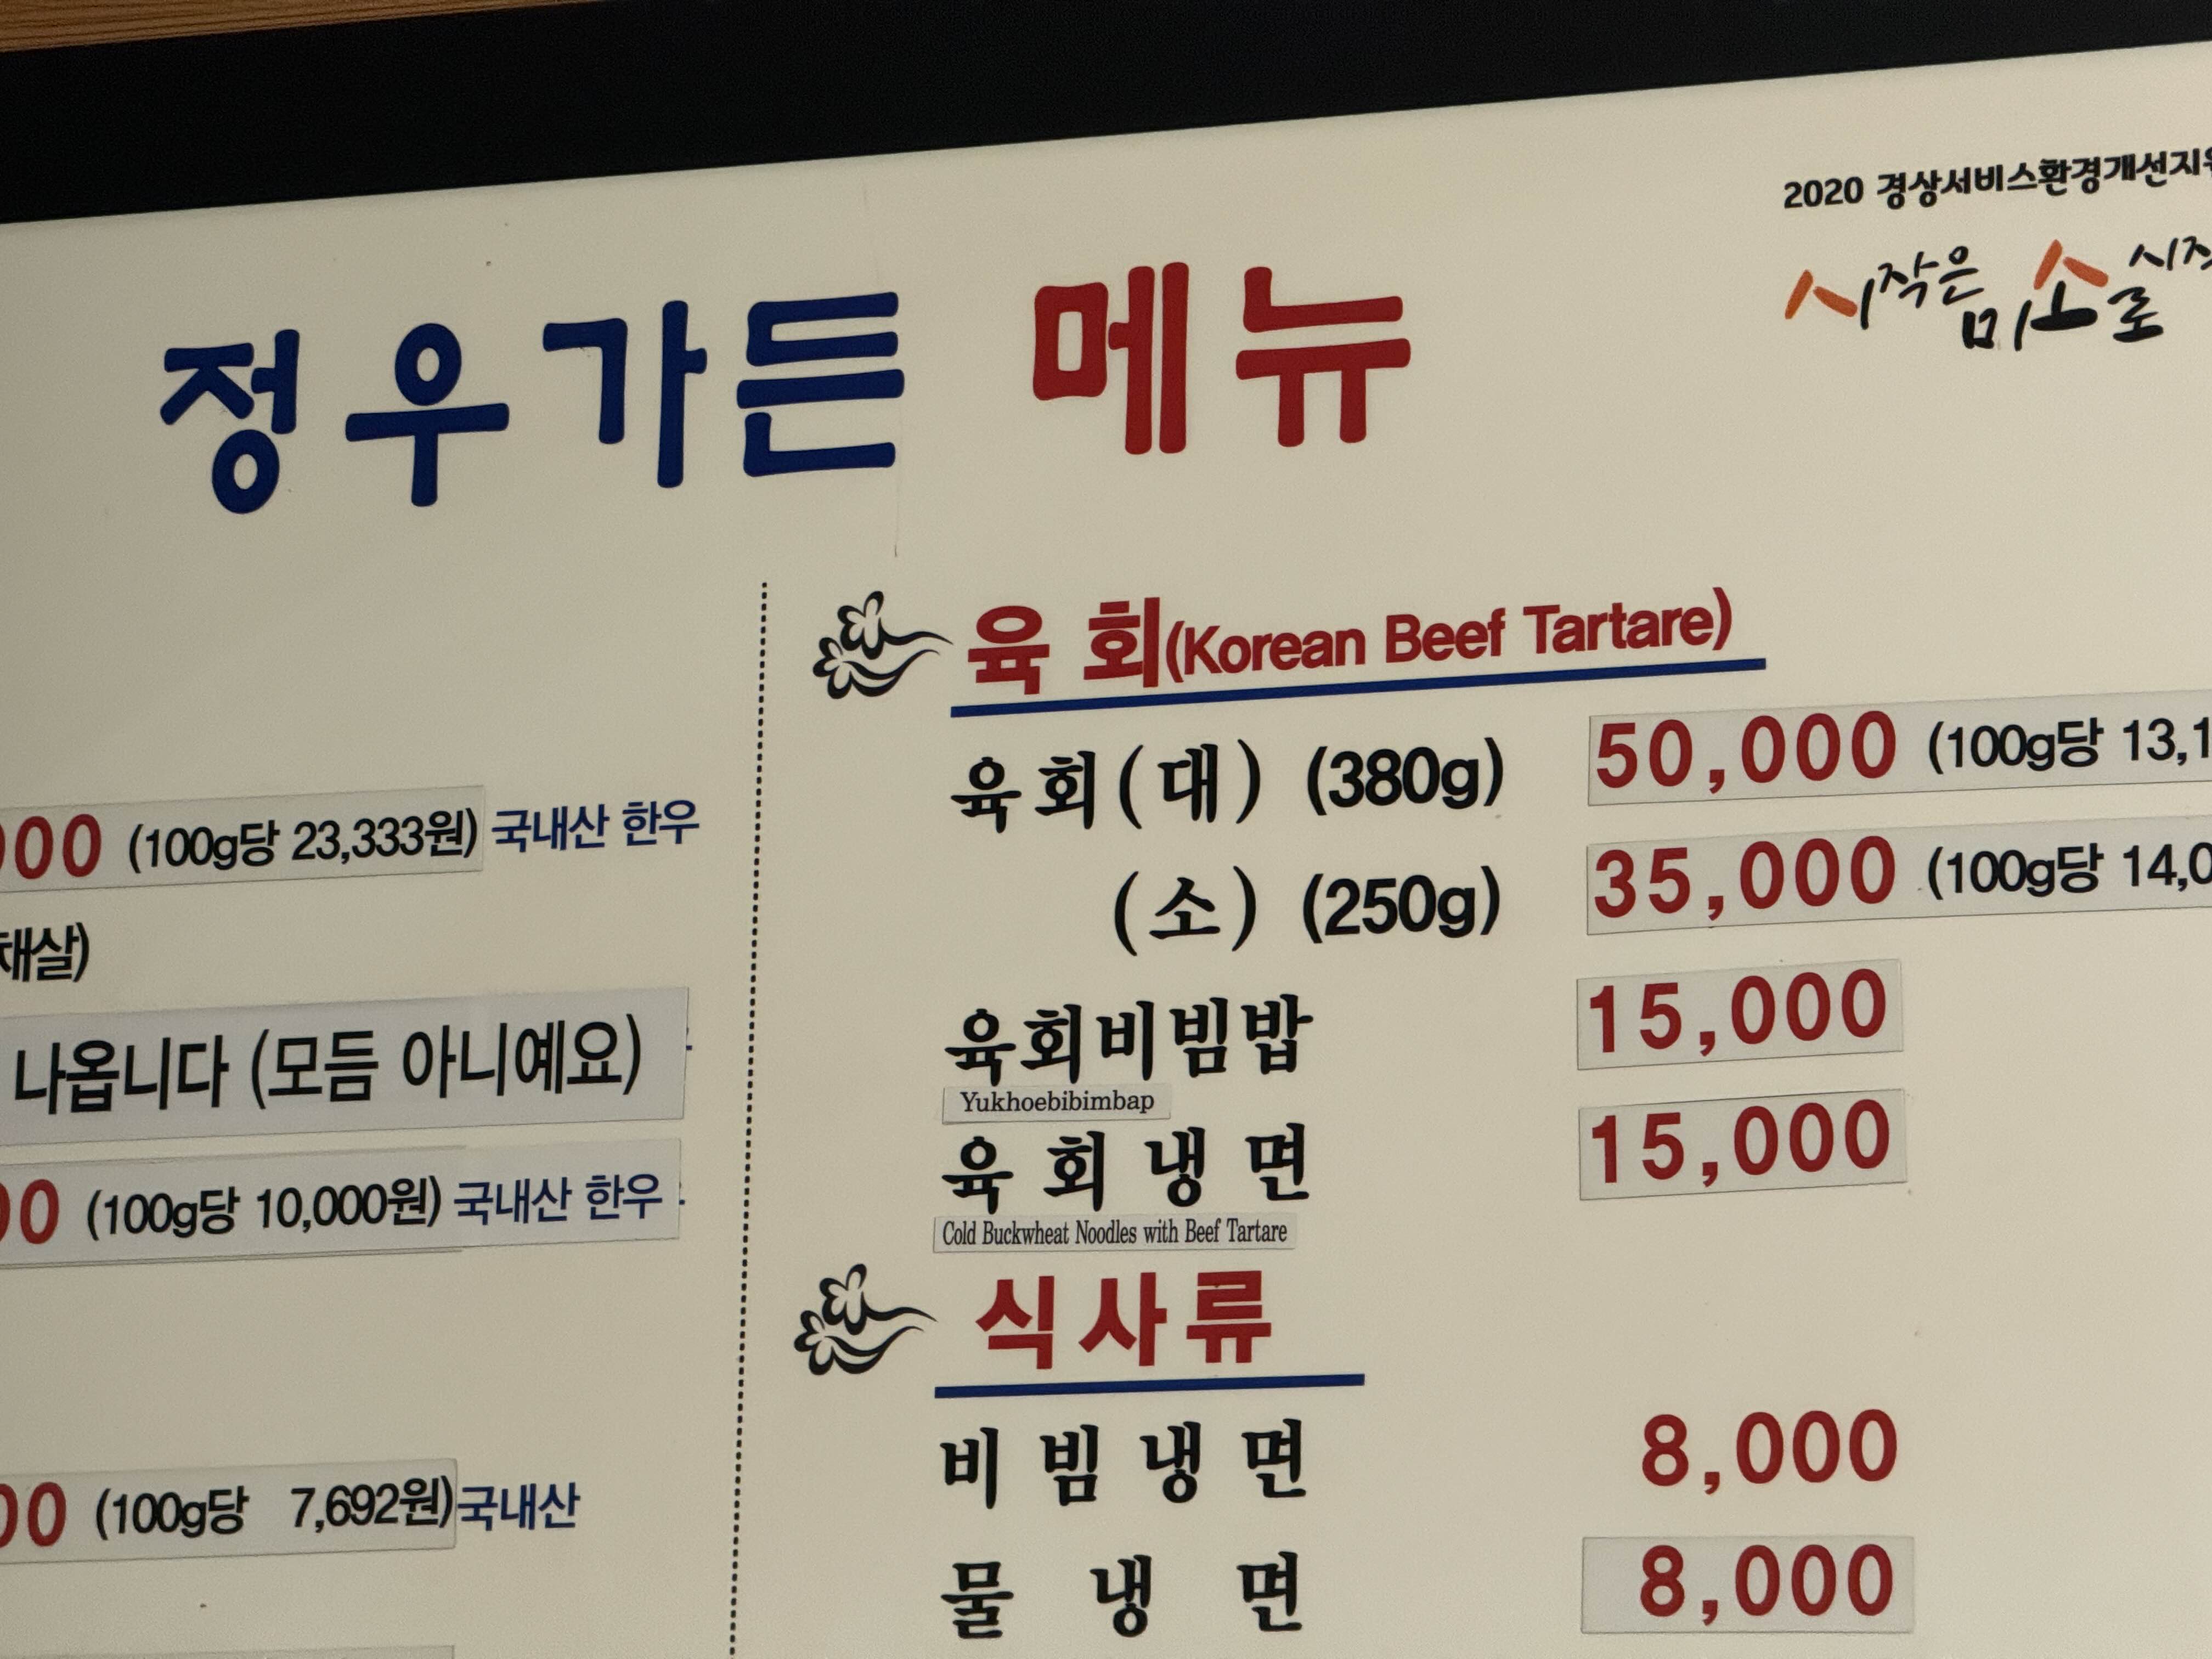 2020 경상서비스환경개선지원
시작은 미소로 시작
정우가든 메뉴
000 (100g당 23,333원) 국내산 한우
채살)
나옵니다 (모듬 아니예요)
00 (100g당 10,000원) 국내산 한우
00 (100g당 7,692원) 국내산
육 회(Korean Beef Tartare)
육회(대) (380g) 50,000 (100g당 13,1
(소) (250g) 35,000 (100g당 14,0
육회비빔밥 15,000
Yukhoebibimbap
육 회 냉 면 15,000
Cold Buckwheat Noodles with Beef Tartare
식사류
비 빔 냉 면 8,000
물 냉 면 8,000